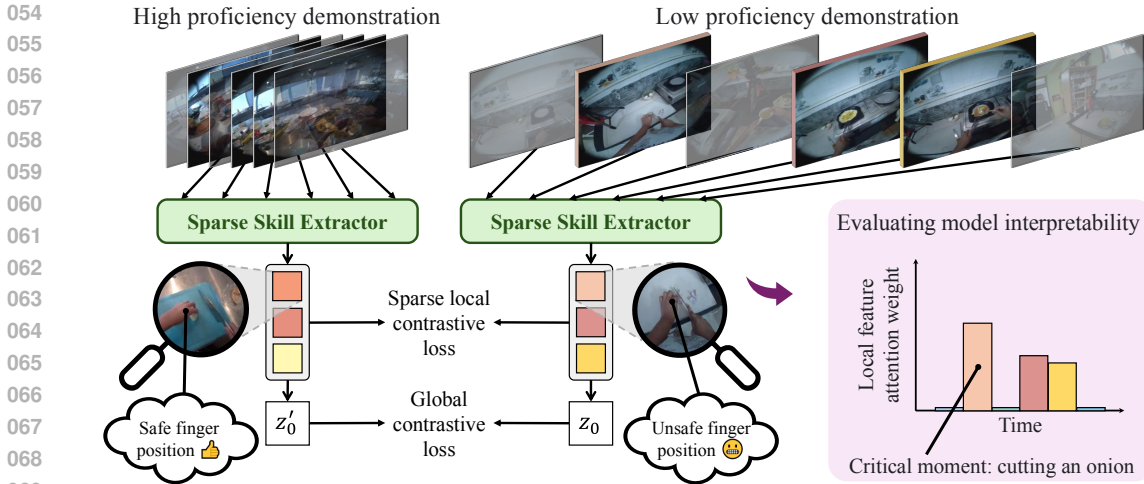 054
055
056
057
058
059
060
061
062
063
064
065
066
067
068
High proficiency demonstration
Low proficiency demonstration
Sparse Skill Extractor
Sparse Skill Extractor
Sparse local
contrastive
loss
Global
contrastive
loss
z′₀
z₀
Safe finger
position 👍
Unsafe finger
position 😬
Evaluating model interpretability
Local feature
attention weight
Time
Critical moment: cutting an onion